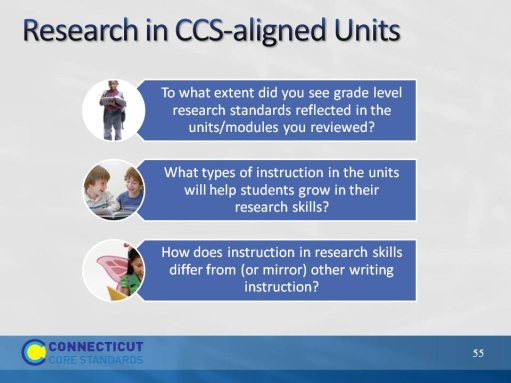 Research in CCS-aligned Units
To what extent did you see grade level
research standards reflected in the
units/modules you reviewed?
What types of instruction in the units
will help students grow in their
research skills?
How does instruction in research skills
differ from (or mirror) other writing
instruction?
CONNECTICUT
CORE STANDARDS
55